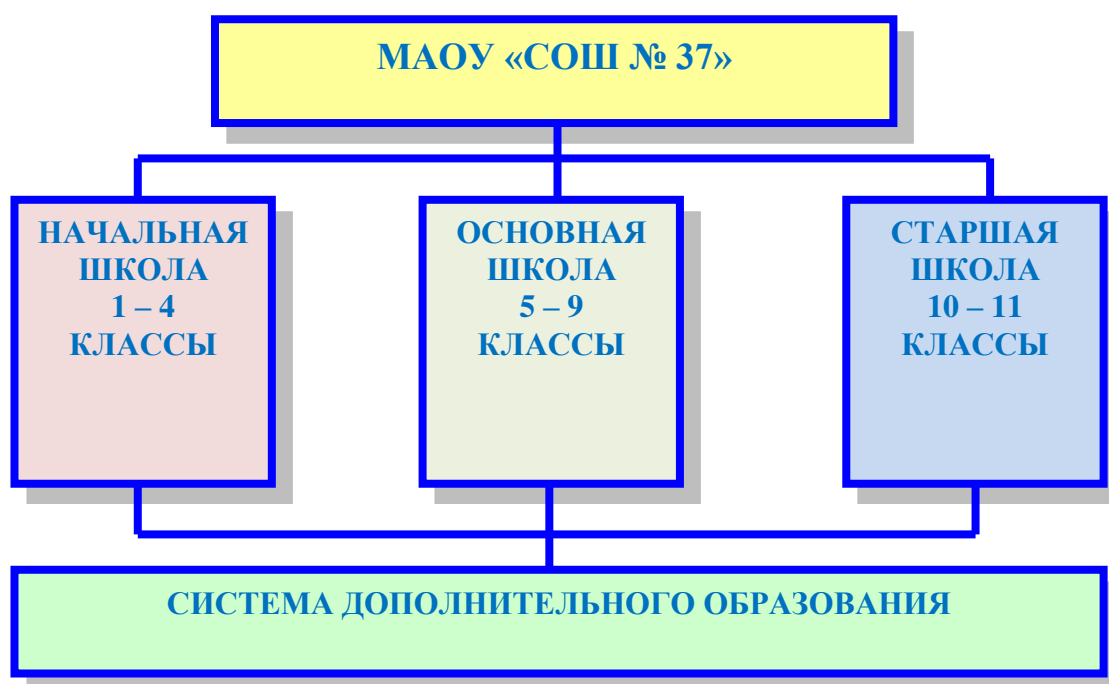 МАОУ «СОШ № 37»
НАЧАЛЬНАЯ
ШКОЛА
1 – 4
КЛАССЫ
ОСНОВНАЯ
ШКОЛА
5 – 9
КЛАССЫ
СТАРШАЯ
ШКОЛА
10 – 11
КЛАССЫ
СИСТЕМА ДОПОЛНИТЕЛЬНОГО ОБРАЗОВАНИЯ